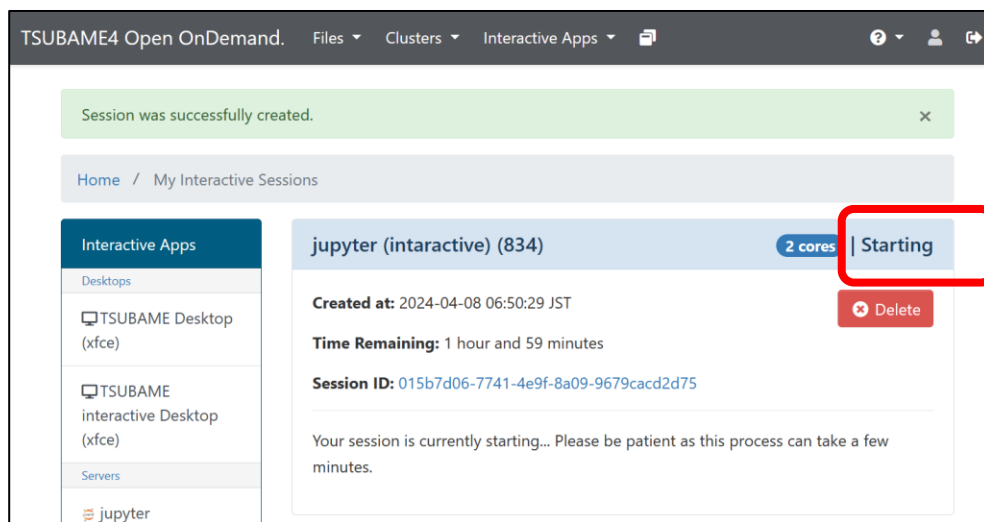 TSUBAME4 Open OnDemand. Files Clusters Interactive Apps
Session was successfully created. ×
Home / My Interactive Sessions
Interactive Apps
Desktops
TSUBAME Desktop
(xfce)
TSUBAME
interactive Desktop
(xfce)
Servers
jupyter
jupyter (intaractive) (834) 2 cores | Starting
Created at: 2024-04-08 06:50:29 JST
Delete
Time Remaining: 1 hour and 59 minutes
Session ID: 015b7d06-7741-4e9f-8a09-9679cacd2d75
Your session is currently starting... Please be patient as this process can take a few
minutes.